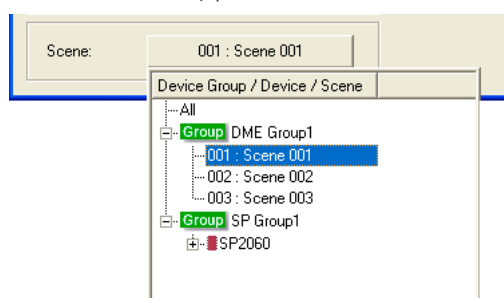 Scene: 001 : Scene 001
Device Group / Device / Scene
All
Group DME Group1
001 : Scene 001
002 : Scene 002
003 : Scene 003
Group SP Group1
SP2060